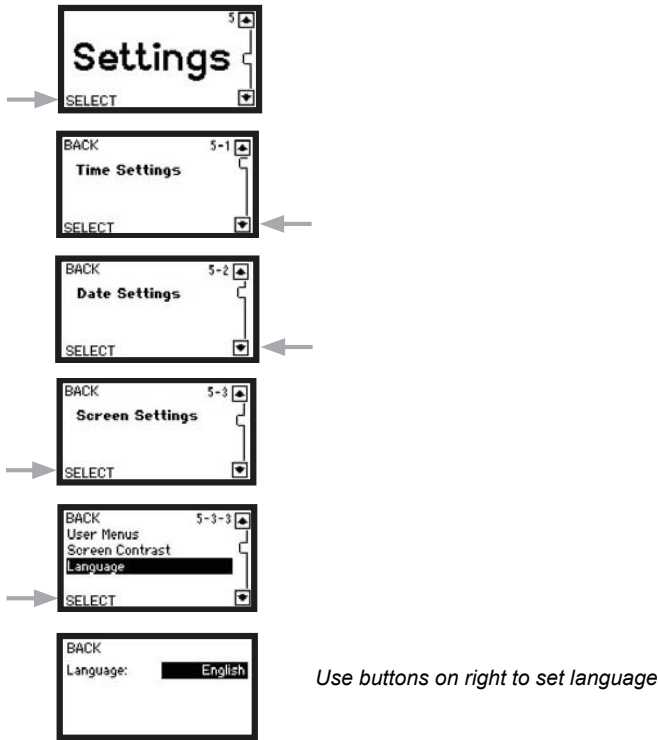 5
Settings
SELECT
BACK 5-1
Time Settings
SELECT
BACK 5-2
Date Settings
SELECT
BACK 5-3
Screen Settings
SELECT
BACK 5-3-3
User Menus
Screen Contrast
Language
SELECT
BACK
Language: English
Use buttons on right to set language